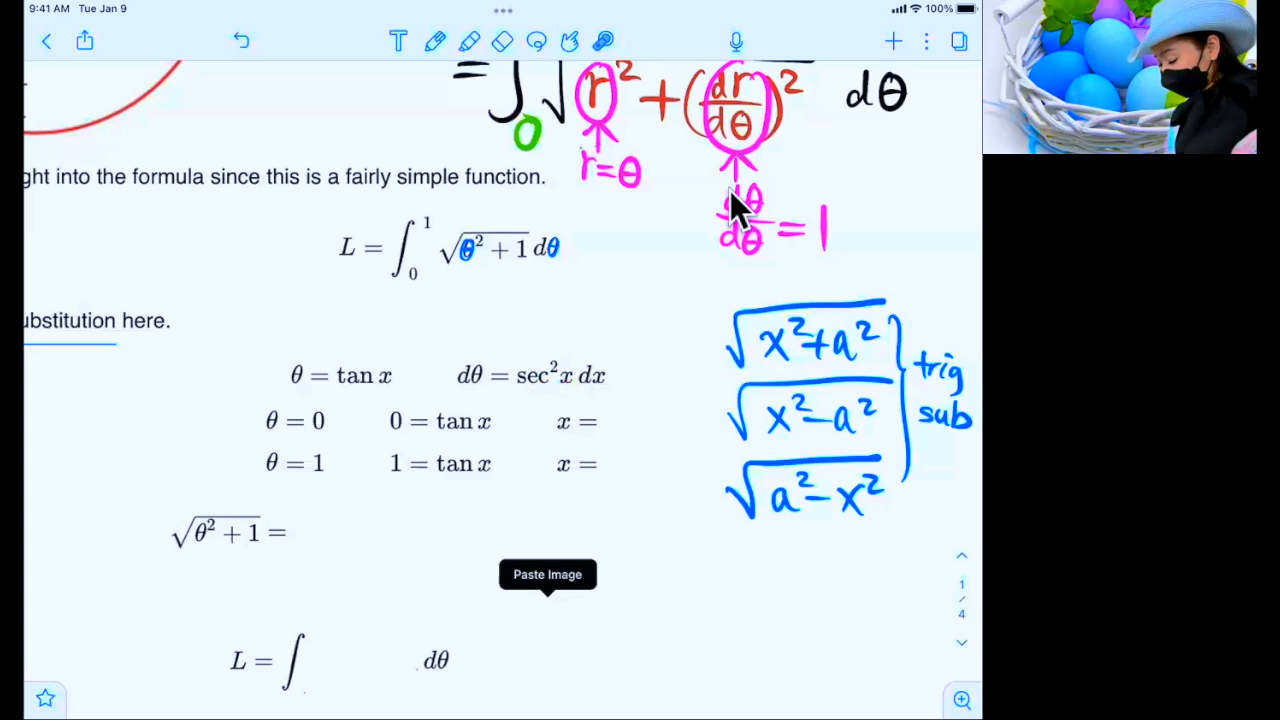 9:41 AM Tue Jan 9 100%
= ∫₀ √ r² + (dr/dθ)² dθ
r=θ
dθ/dθ = 1
ght into the formula since this is a fairly simple function.
L = ∫₀¹ √(θ² + 1) dθ
ubstitution here.
√(x²+a²)
√(x²-a²)
√(a²-x²)
trig
sub
θ = tan x dθ = sec² x dx
θ = 0 0 = tan x x =
θ = 1 1 = tan x x =
√(θ² + 1) =
Paste Image
1
/
4
L = ∫ dθ